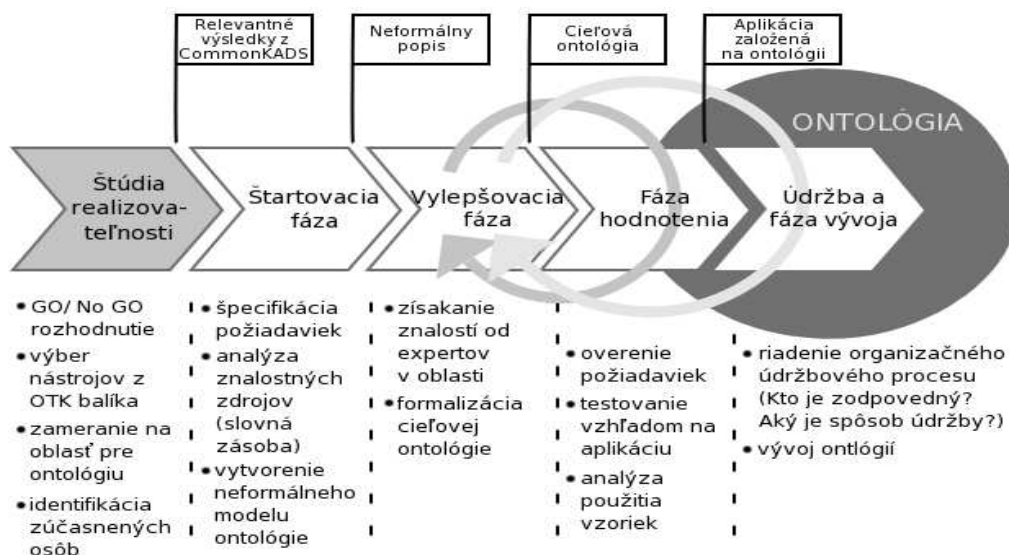 Relevantné
výsledky z
CommonKADS
Neformálny
popis
Cieľová
ontológia
Aplikácia
založená
na ontológii
ONTOLÓGIA
Štúdia
realizova-
teľnosti
Štartovacia
fáza
Vylepšovacia
fáza
Fáza
hodnotenia
Údržba a
fáza vývoja
• GO/ No GO
rozhodnutie
• výber
nástrojov z
OTK balíka
• zameranie na
oblasť pre
ontológiu
• identifikácia
zúčasnených
osôb
• špecifikácia
požiadaviek
• analýza
znalostných
zdrojov
(slovná
zásoba)
• vytvorenie
neformálneho
modelu
ontológie
• zísakanie
znalostí od
expertov
v oblasti
• formalizácia
cieľovej
ontológie
• overenie
požiadaviek
• testovanie
vzhľadom na
aplikáciu
• analýza
použitia
vzoriek
• riadenie organizačného
údržbového procesu
(Kto je zodpovedný?
Aký je spôsob údržby?)
• vývoj ontlógií